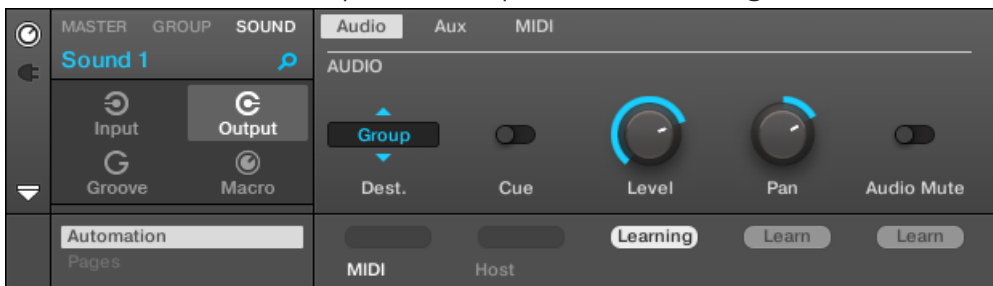 MASTER GROUP SOUND
Sound 1
Input Output
Groove Macro
Automation
Pages
Audio Aux MIDI
AUDIO
Group
Dest. Cue Level Pan Audio Mute
Learning Learn Learn
MIDI Host